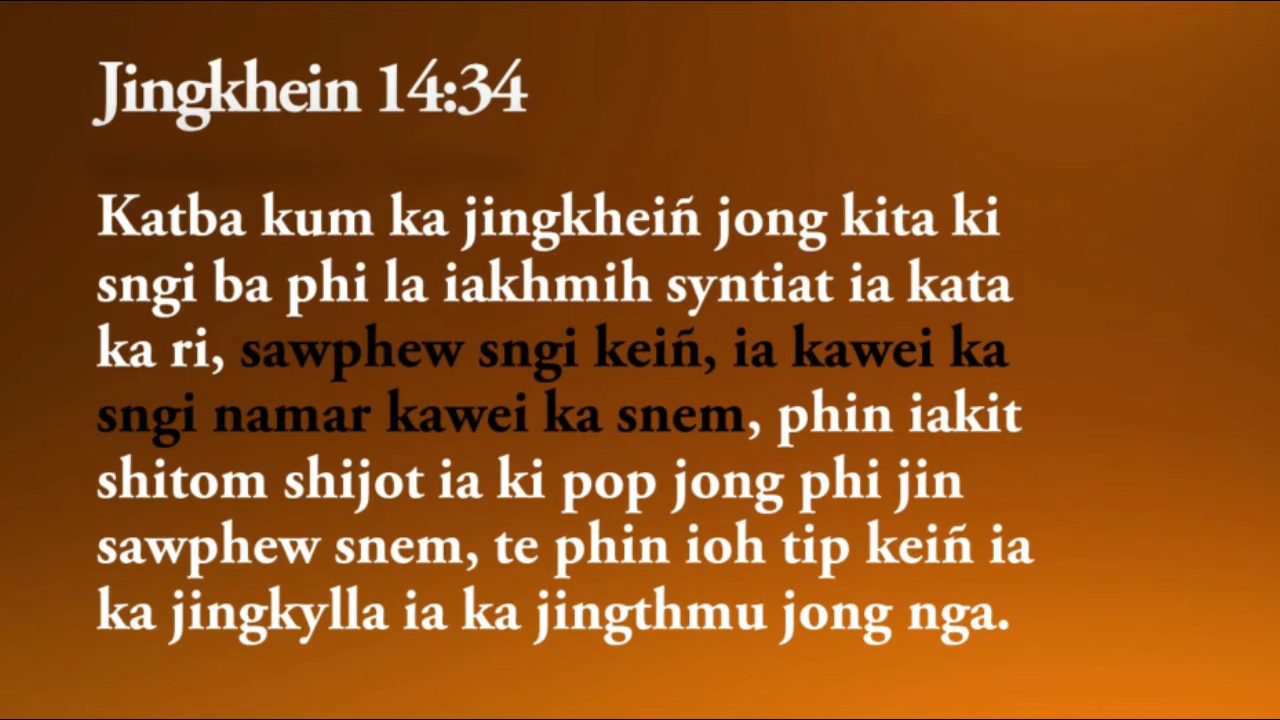 Jingkhein 14:34
Katba kum ka jingkheiñ jong kita ki
sngi ba phi la iakhmih syntiat ia kata
ka ri, sawphew sngi keiñ, ia kawei ka
sngi namar kawei ka snem, phin iakit
shitom shijot ia ki pop jong phi jin
sawphew snem, te phin ioh tip keiñ ia
ka jingkylla ia ka jingthmu jong nga.